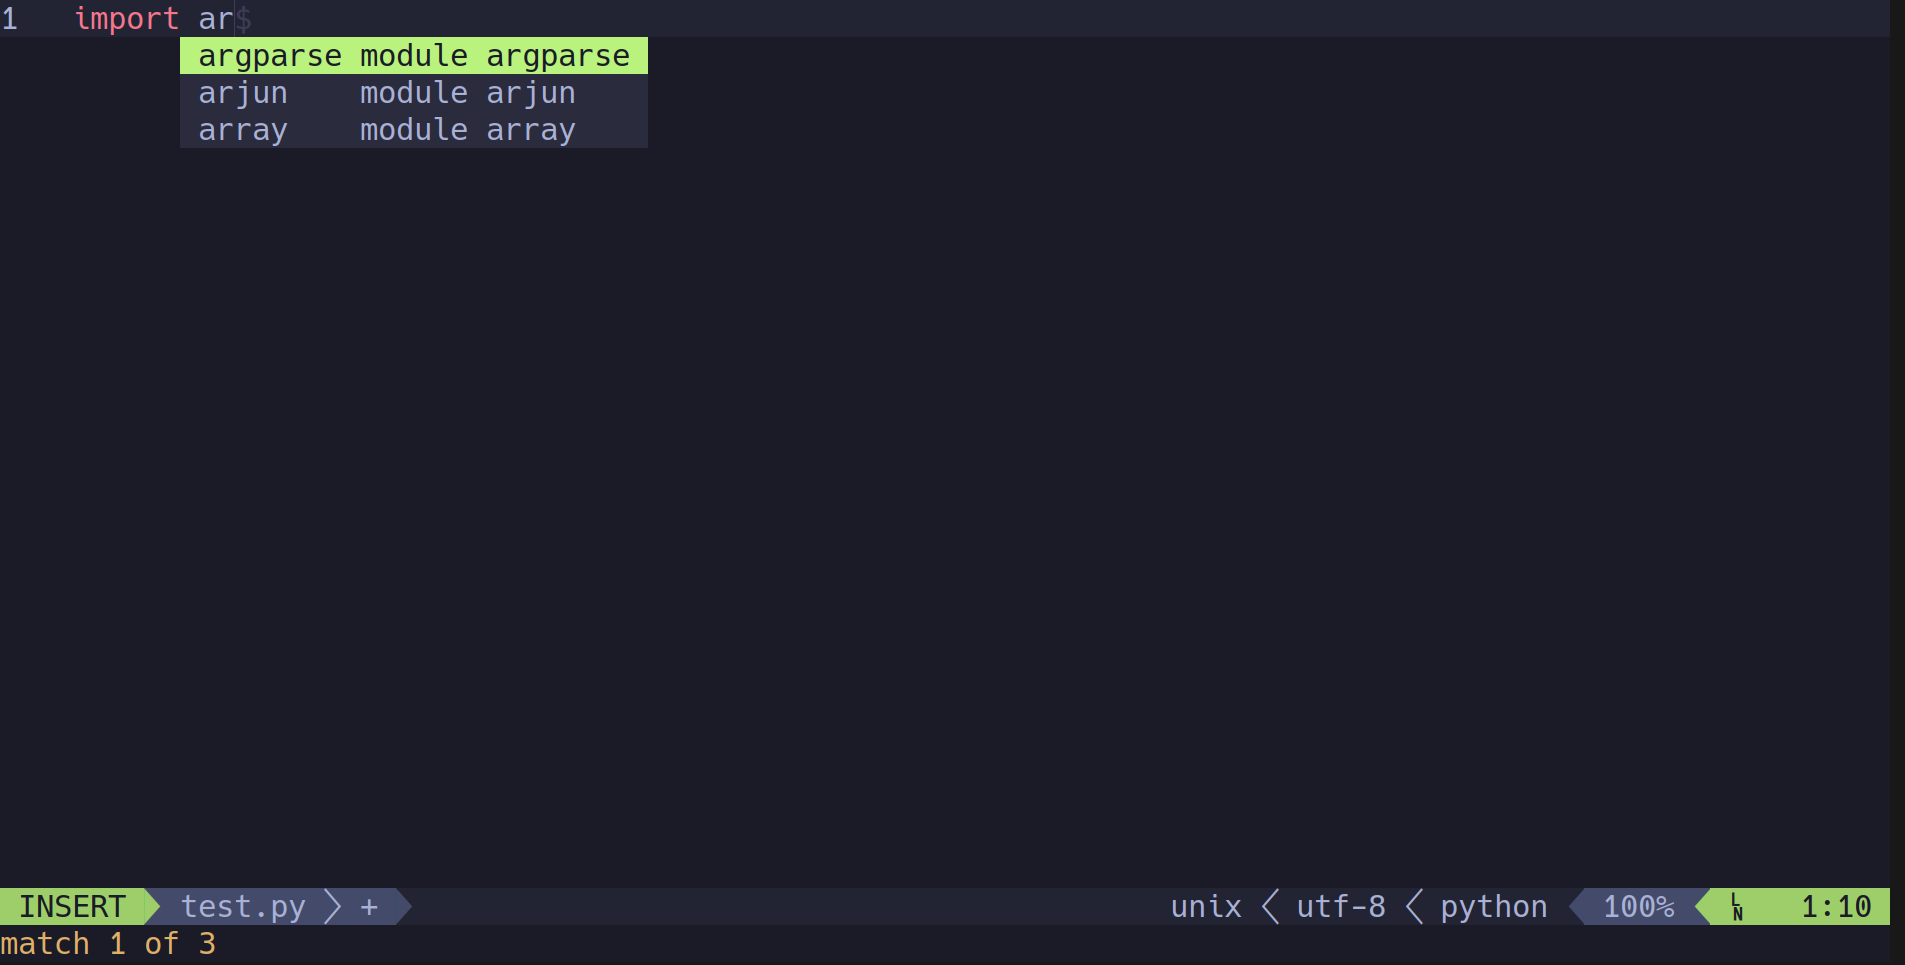 1 import ar$
argparse module argparse
arjun module arjun
array module array
INSERT test.py + unix utf-8 python 100% LN 1:10
match 1 of 3